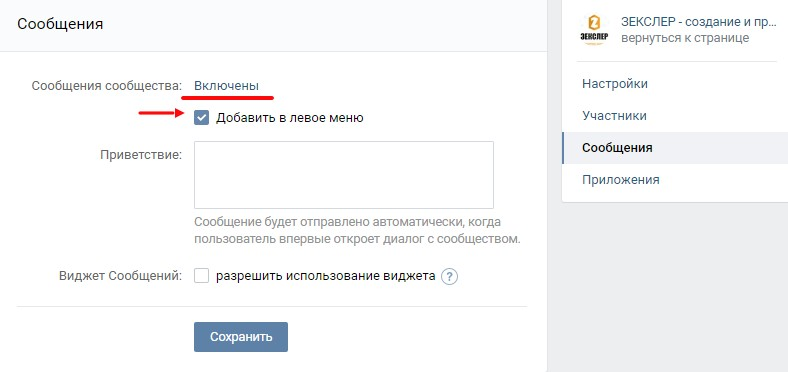 Сообщения
Сообщения сообщества: Включены
Добавить в левое меню
Приветствие:
Сообщение будет отправлено автоматически, когда
пользователь впервые откроет диалог с сообществом.
Виджет Сообщений: разрешить использование виджета ?
Сохранить
ЗЕКСЛЕР
ЗЕКСЛЕР - создание и пр...
вернуться к странице
Настройки
Участники
Сообщения
Приложения